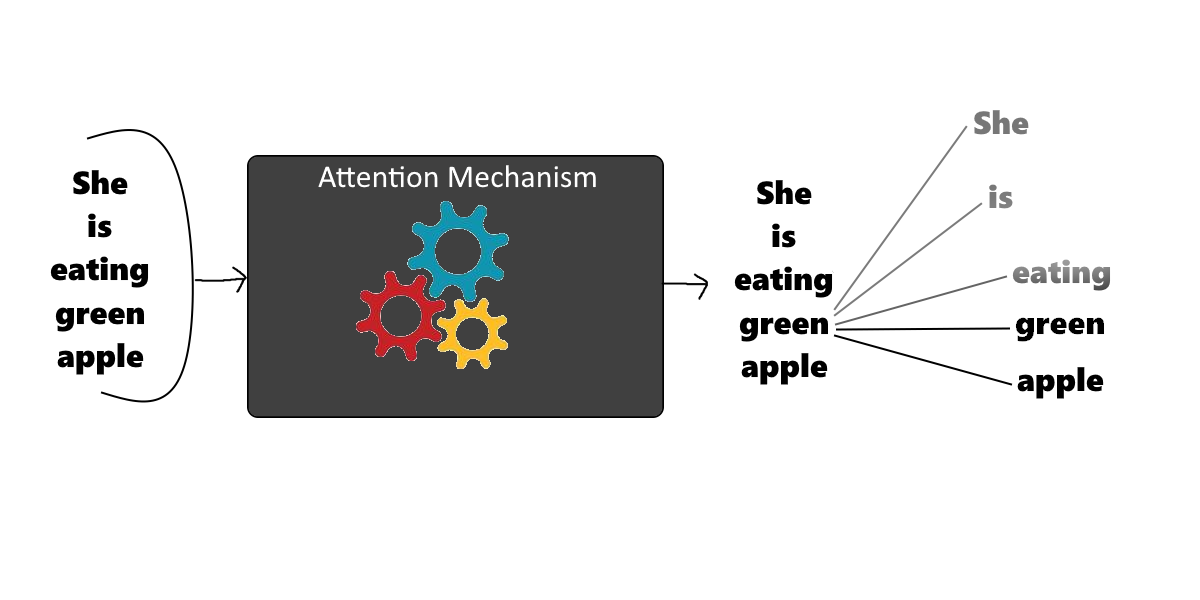 She
is
eating
green
apple
Attention Mechanism
She
is
eating
green
apple
She
is
eating
green
apple